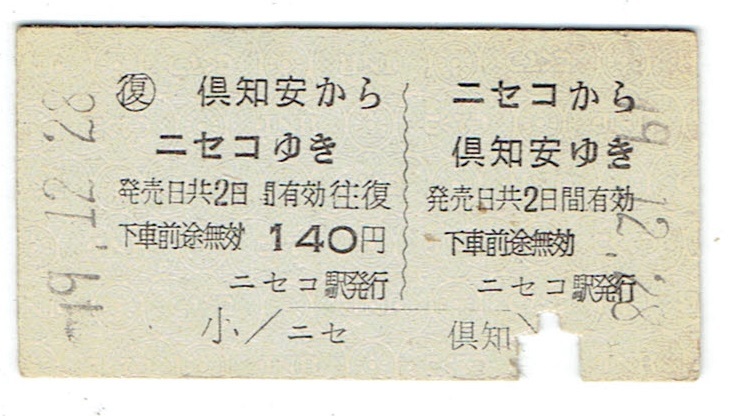 49.12.28
㊝ 倶知安から
ニセコゆき
発売日共2日間有効往復
下車前途無効 140円
ニセコ駅発行
小/ニセ
ニセコから
倶知安ゆき
発売日共2日間有効
下車前途無効
ニセコ駅発行
倶知
49.12.28